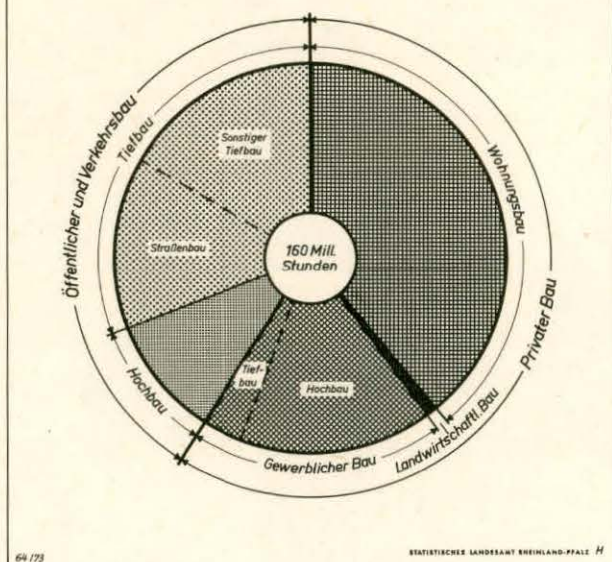 Öffentlicher und Verkehrsbau
Tiefbau
Sonstiger
Tiefbau
Straßenbau
Hochbau
160 Mill.
Stunden
Wohnungsbau
Privater Bau
Tief-
bau
Hochbau
Landwirtschaftl. Bau
Gewerblicher Bau
64/73
STATISTISCHES LANDESAMT RHEINLAND-PFALZ H